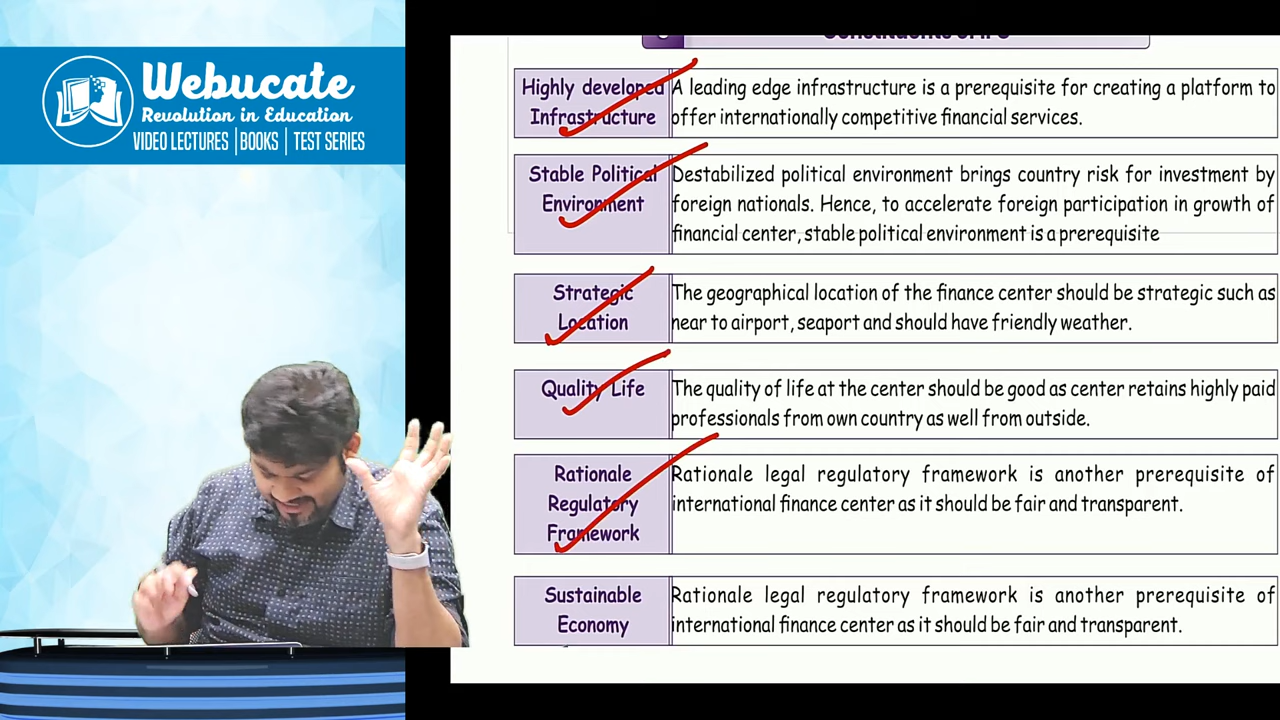 Webucate
Revolution in Education
VIDEO LECTURES | BOOKS | TEST SERIES
Constituents of IFC
Highly developed
Infrastructure
A leading edge infrastructure is a prerequisite for creating a platform to
offer internationally competitive financial services.
Stable Political
Environment
Destabilized political environment brings country risk for investment by
foreign nationals. Hence, to accelerate foreign participation in growth of
financial center, stable political environment is a prerequisite
Strategic
Location
The geographical location of the finance center should be strategic such as
near to airport, seaport and should have friendly weather.
Quality Life
The quality of life at the center should be good as center retains highly paid
professionals from own country as well from outside.
Rationale
Regulatory
Framework
Rationale legal regulatory framework is another prerequisite of
international finance center as it should be fair and transparent.
Sustainable
Economy
Rationale legal regulatory framework is another prerequisite of
international finance center as it should be fair and transparent.